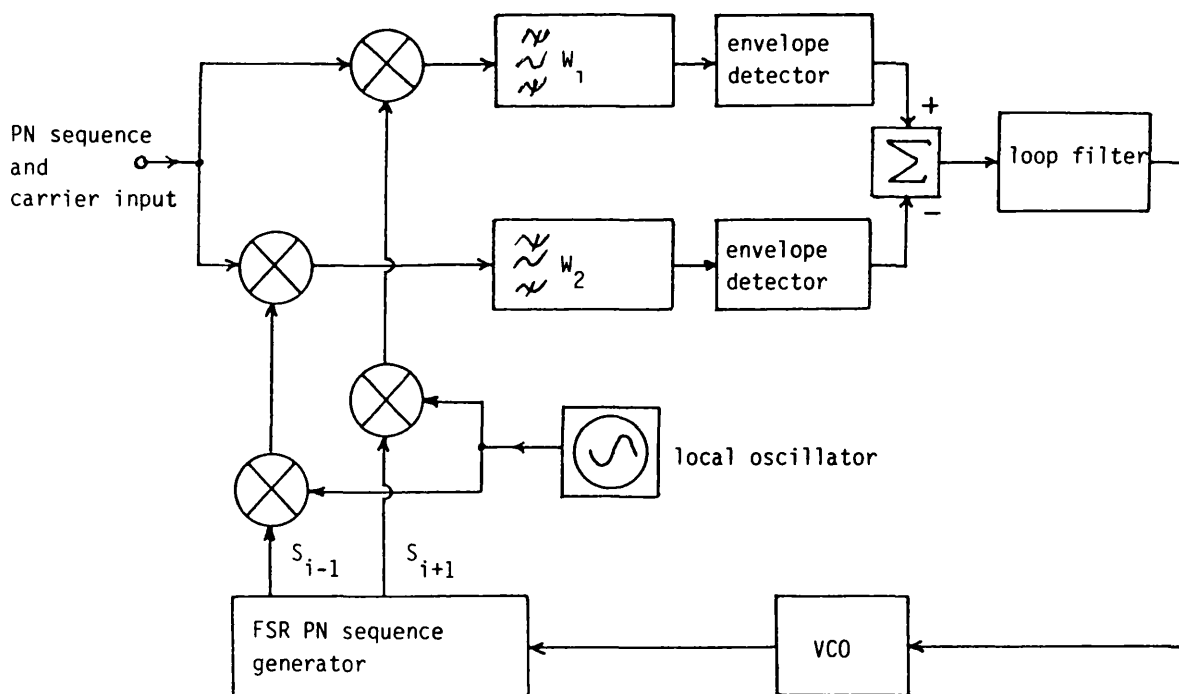 W1
envelope
detector
+
PN sequence
and
carrier input
Σ
loop filter
−
W2
envelope
detector
local oscillator
Si-1
Si+1
FSR PN sequence
generator
VCO